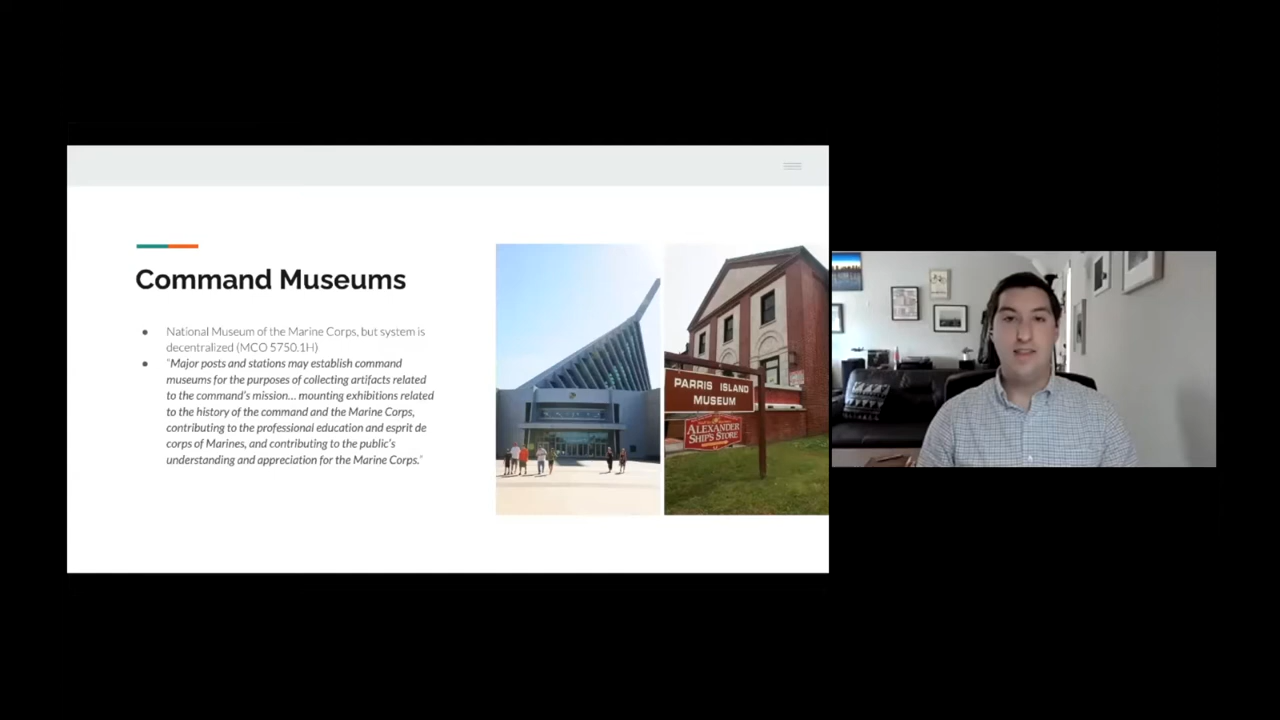 Command Museums
● National Museum of the Marine Corps, but system is
decentralized (MCO 5750.1H)
● "Major posts and stations may establish command
museums for the purposes of collecting artifacts related
to the command's mission... mounting exhibitions related
to the history of the command and the Marine Corps,
contributing to the professional education and esprit de
corps of Marines, and contributing to the public's
understanding and appreciation for the Marine Corps."
PARRIS ISLAND
MUSEUM
ALEXANDER
SHIP'S STORE